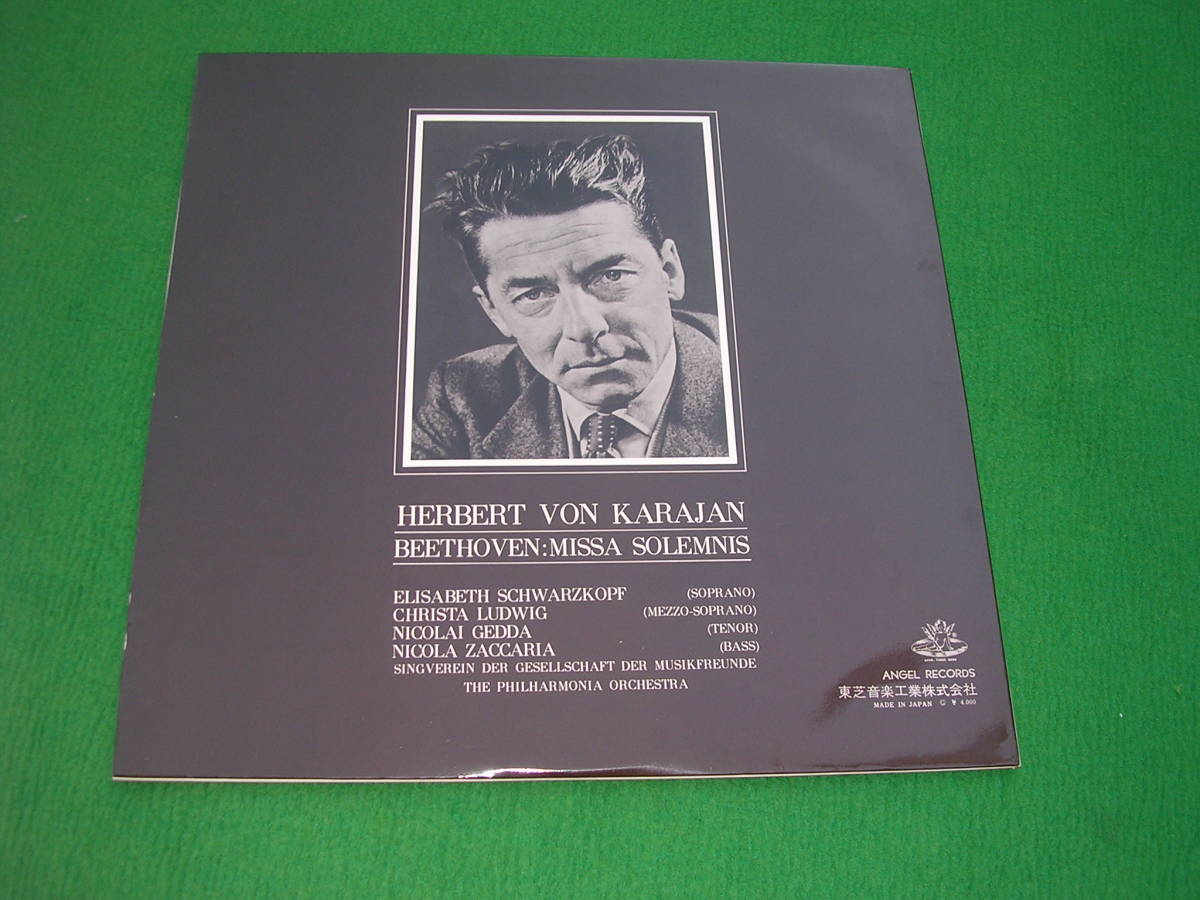 HERBERT VON KARAJAN
BEETHOVEN:MISSA SOLEMNIS
ELISABETH SCHWARZKOPF (SOPRANO)
CHRISTA LUDWIG (MEZZO-SOPRANO)
NICOLAI GEDDA (TENOR)
NICOLA ZACCARIA (BASS)
SINGVEREIN DER GESELLSCHAFT DER MUSIKFREUNDE
THE PHILHARMONIA ORCHESTRA
ANGEL RECORDS
東芝音楽工業株式会社
MADE IN JAPAN © ¥ 4,000